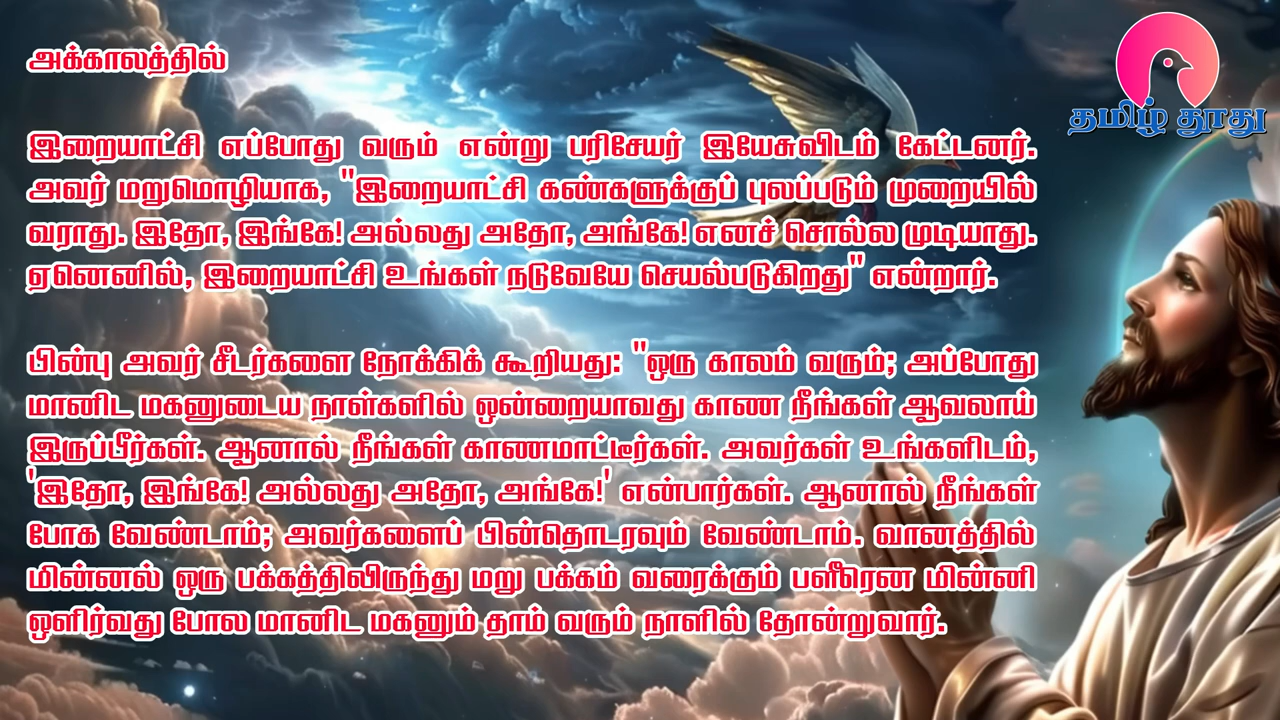 தமிழ் தூது
அக்காலத்தில்
இறையாட்சி எப்போது வரும் என்று பரிசேயர் இயேசுவிடம் கேட்டனர்.
அவர் மறுமொழியாக, "இறையாட்சி கண்களுக்குப் புலப்படும் முறையில்
வராது. இதோ, இங்கே! அல்லது அதோ, அங்கே! எனச் சொல்ல முடியாது.
ஏனெனில், இறையாட்சி உங்கள் நடுவேயே செயல்படுகிறது" என்றார்.
பின்பு அவர் சீடர்களை நோக்கிக் கூறியது: "ஒரு காலம் வரும்; அப்போது
மானிட மகனுடைய நாள்களில் ஒன்றையாவது காண நீங்கள் ஆவலாய்
இருப்பீர்கள். ஆனால் நீங்கள் காணமாட்டீர்கள். அவர்கள் உங்களிடம்,
'இதோ, இங்கே! அல்லது அதோ, அங்கே!' என்பார்கள். ஆனால் நீங்கள்
போக வேண்டாம்; அவர்களைப் பின்தொடரவும் வேண்டாம். வானத்தில்
மின்னல் ஒரு பக்கத்திலிருந்து மறு பக்கம் வரைக்கும் பளீரென மின்னி
ஒளிர்வது போல மானிட மகனும் தாம் வரும் நாளில் தோன்றுவார்.